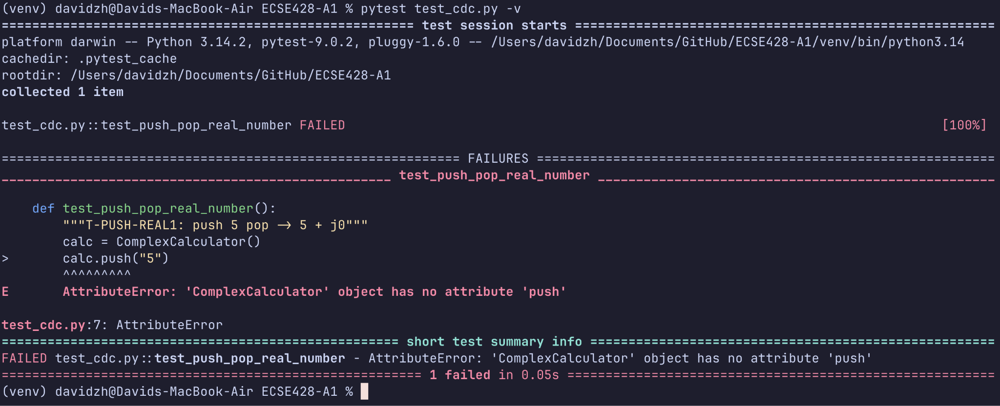 (venv) davidzh@Davids-MacBook-Air ECSE428-A1 % pytest test_cdc.py -v
====================================================== test session starts =======================================================
platform darwin -- Python 3.14.2, pytest-9.0.2, pluggy-1.6.0 -- /Users/davidzh/Documents/GitHub/ECSE428-A1/venv/bin/python3.14
cachedir: .pytest_cache
rootdir: /Users/davidzh/Documents/GitHub/ECSE428-A1
collected 1 item
test_cdc.py::test_push_pop_real_number FAILED [100%]
============================================================ FAILURES ============================================================
___________________________________________________ test_push_pop_real_number ____________________________________________________
    def test_push_pop_real_number():
        """T-PUSH-REAL1: push 5 pop -> 5 + j0"""
        calc = ComplexCalculator()
>       calc.push("5")
        ^^^^^^^^^
E       AttributeError: 'ComplexCalculator' object has no attribute 'push'
test_cdc.py:7: AttributeError
==================================================== short test summary info =====================================================
FAILED test_cdc.py::test_push_pop_real_number - AttributeError: 'ComplexCalculator' object has no attribute 'push'
======================================================= 1 failed in 0.05s ========================================================
(venv) davidzh@Davids-MacBook-Air ECSE428-A1 %